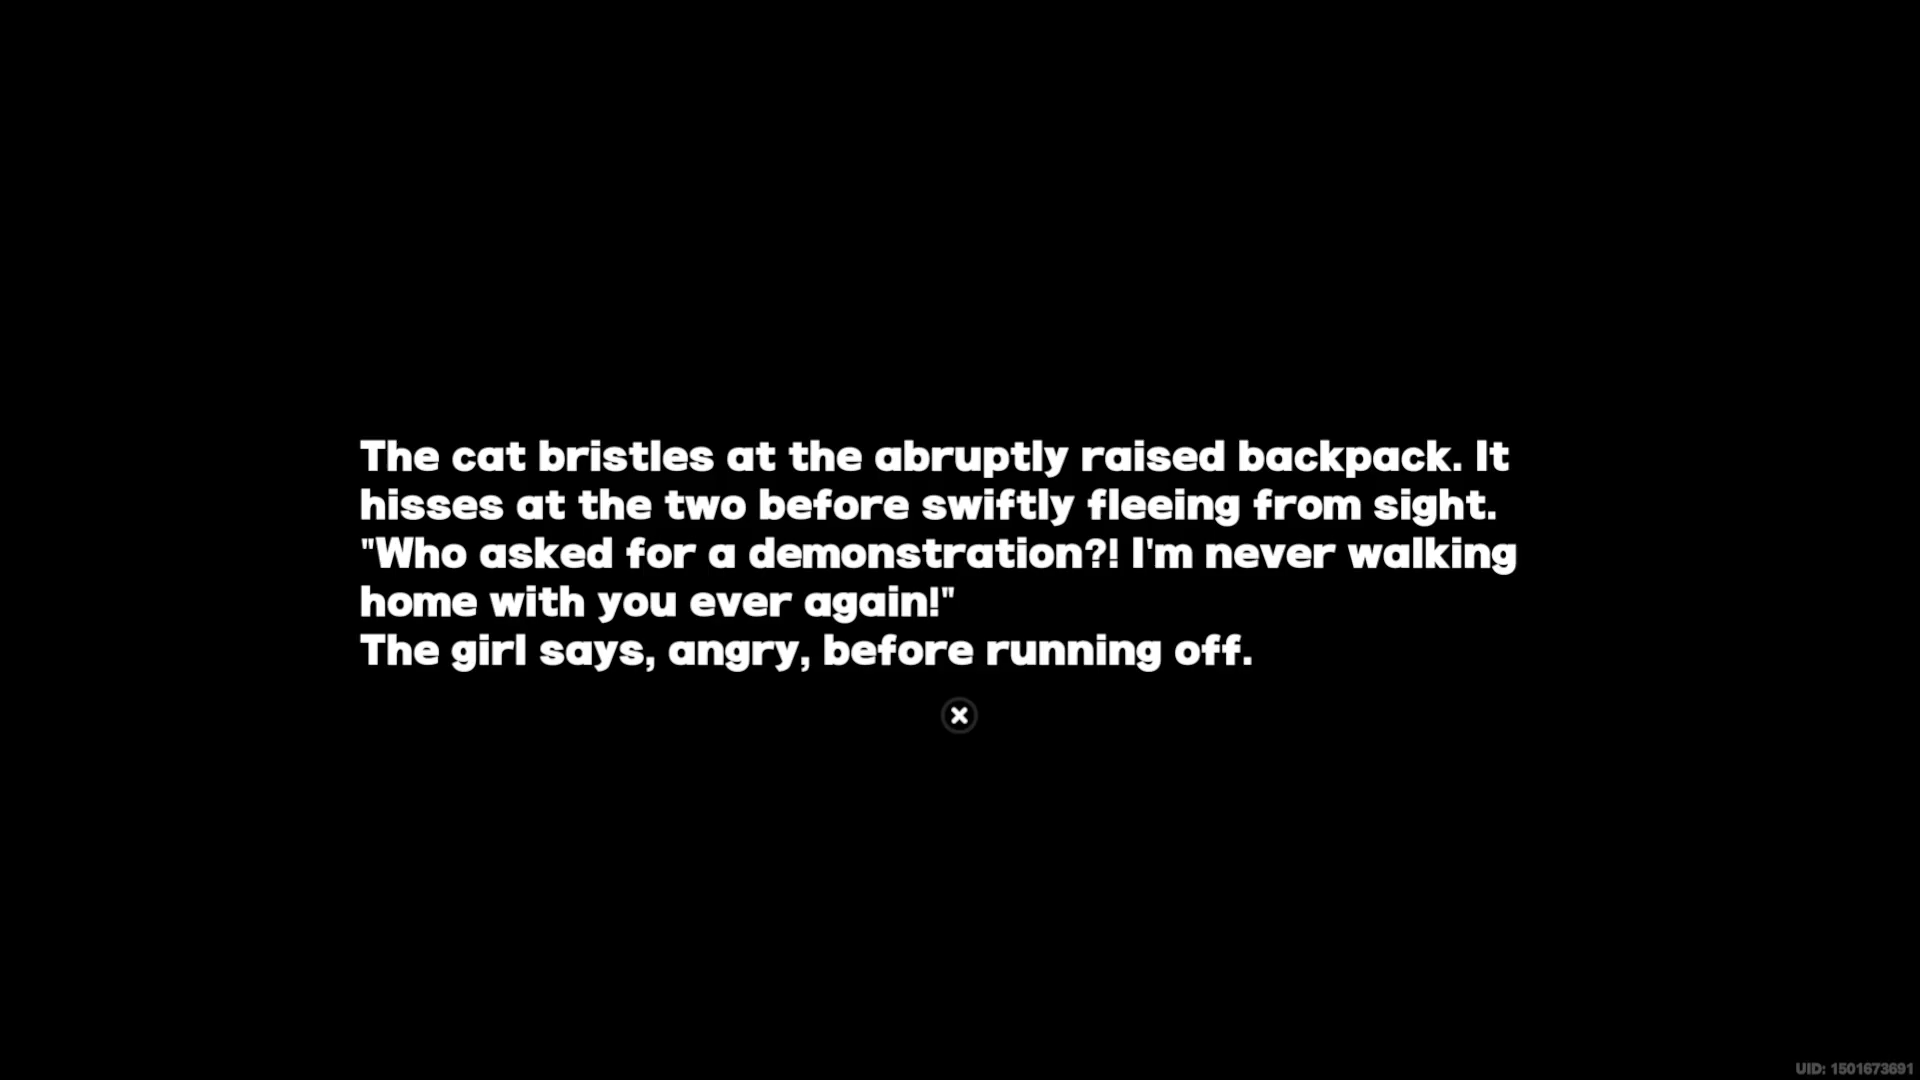 The cat bristles at the abruptly raised backpack. It
hisses at the two before swiftly fleeing from sight.
"Who asked for a demonstration?! I'm never walking
home with you ever again!"
The girl says, angry, before running off.
UID: 1501673691